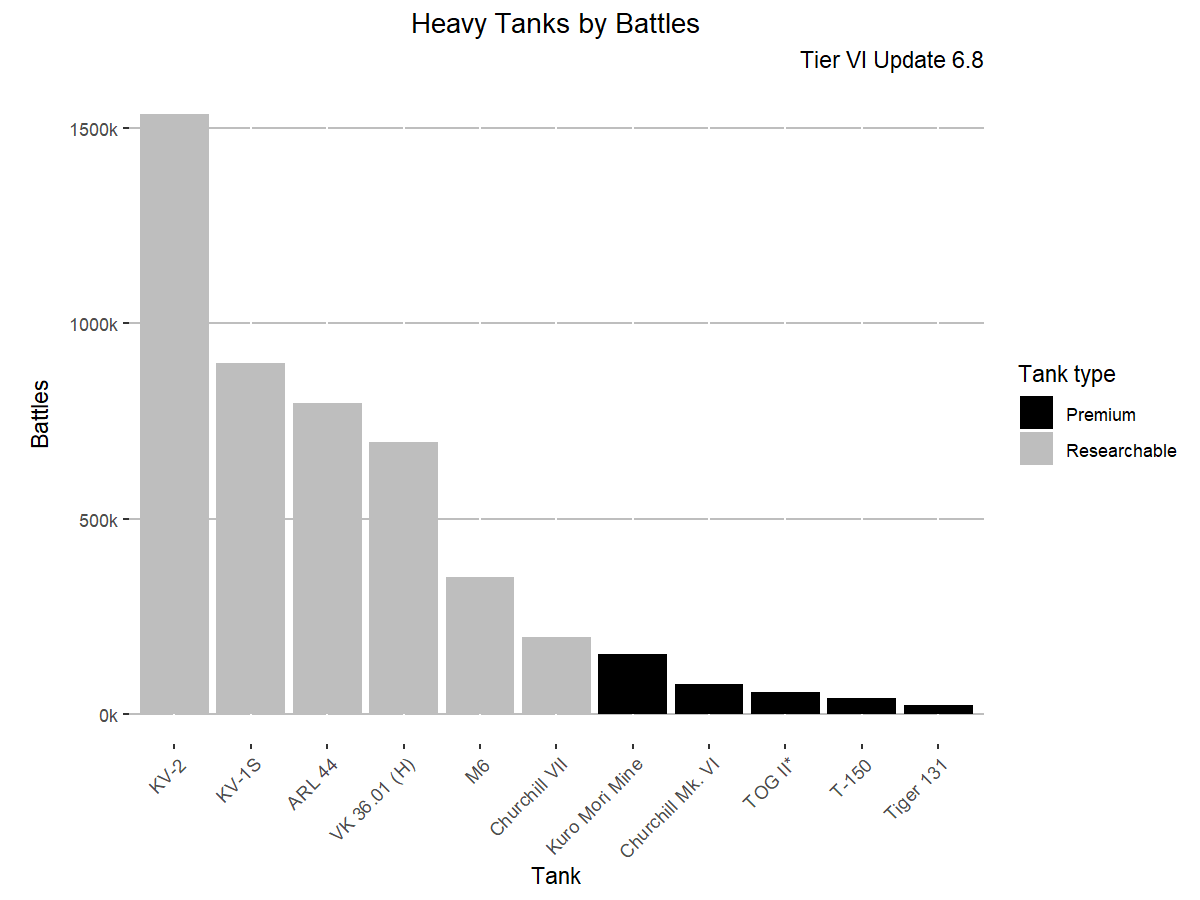 Heavy Tanks by Battles
Tier VI Update 6.8
1500k
1000k
500k
0k
Battles
KV-2
KV-1S
ARL 44
VK 36.01 (H)
M6
Churchill VII
Kuro Mori Mine
Churchill Mk. VI
TOG II*
T-150
Tiger 131
Tank
Tank type
Premium
Researchable